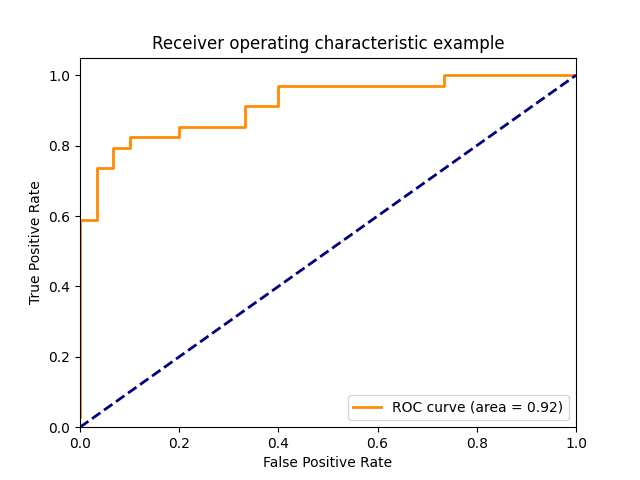 Receiver operating characteristic example
1.0
0.8
0.6
0.4
0.2
0.0
True Positive Rate
ROC curve (area = 0.92)
0.0 0.2 0.4 0.6 0.8 1.0
False Positive Rate